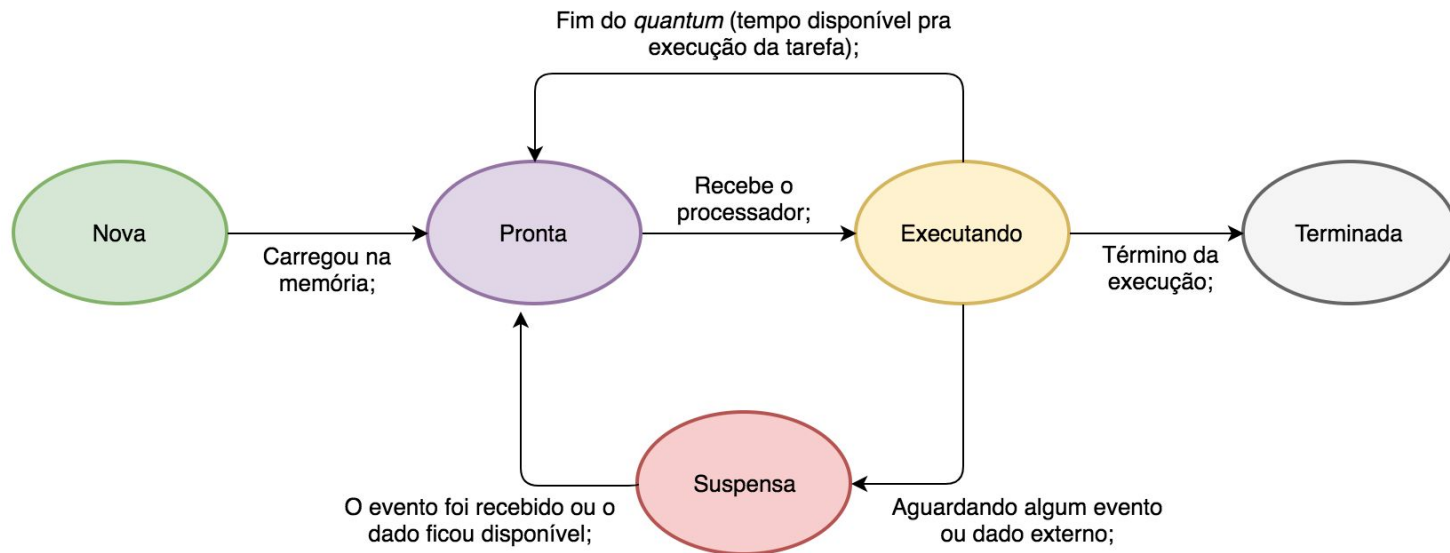 Fim do quantum (tempo disponível pra
execução da tarefa);
Nova
Carregou na
memória;
Pronta
Recebe o
processador;
Executando
Término da
execução;
Terminada
O evento foi recebido ou o
dado ficou disponível;
Suspensa
Aguardando algum evento
ou dado externo;